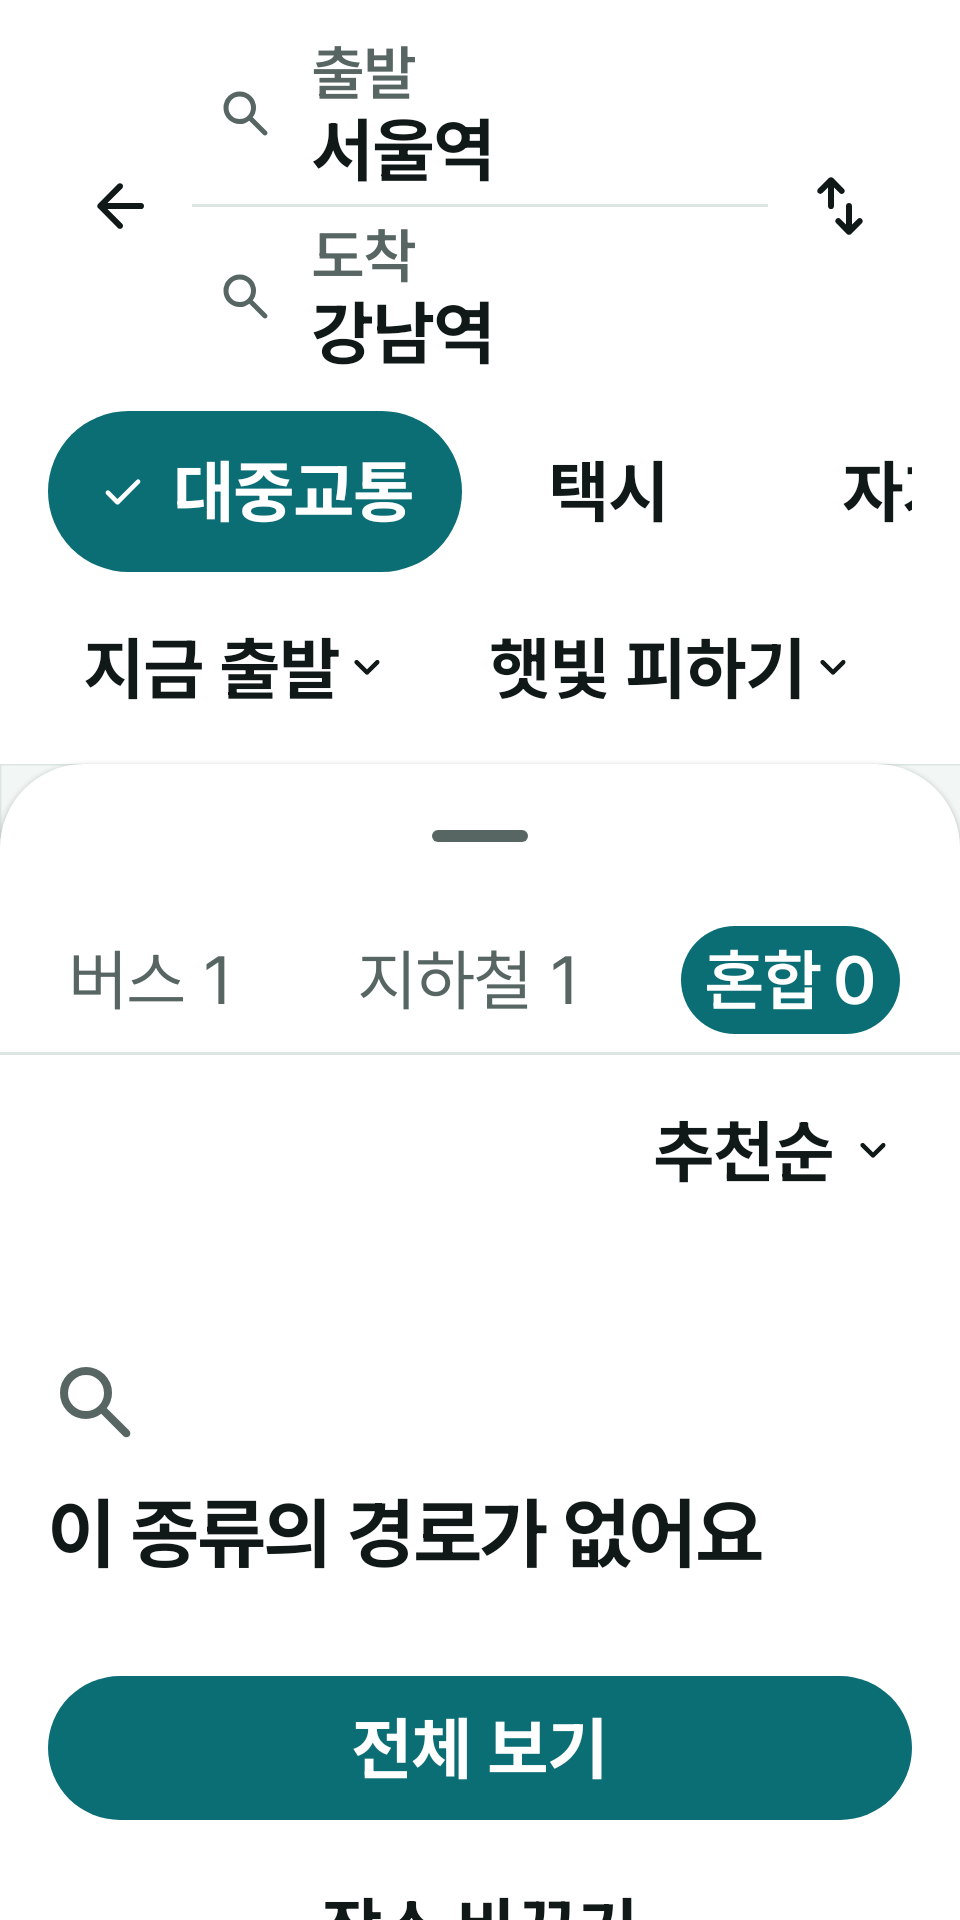 출발
서울역
도착
강남역
대중교통 택시
지금 출발 햇빛 피하기
버스 1 지하철 1 혼합 0
추천순
이 종류의 경로가 없어요
전체 보기